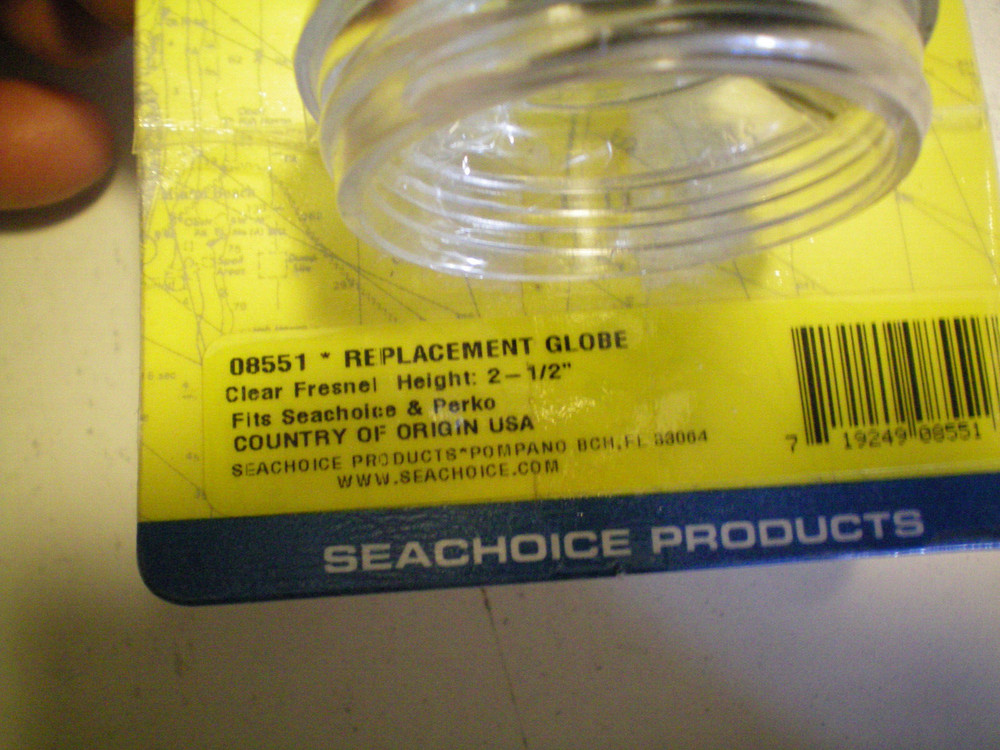 08551 * REPLACEMENT GLOBE
Clear Fresnel Height: 2-1/2"
Fits Seachoice & Perko
COUNTRY OF ORIGIN USA
SEACHOICE PRODUCTS*POMPANO BCH,FL 33064
WWW.SEACHOICE.COM
7 19249 08551
SEACHOICE PRODUCTS